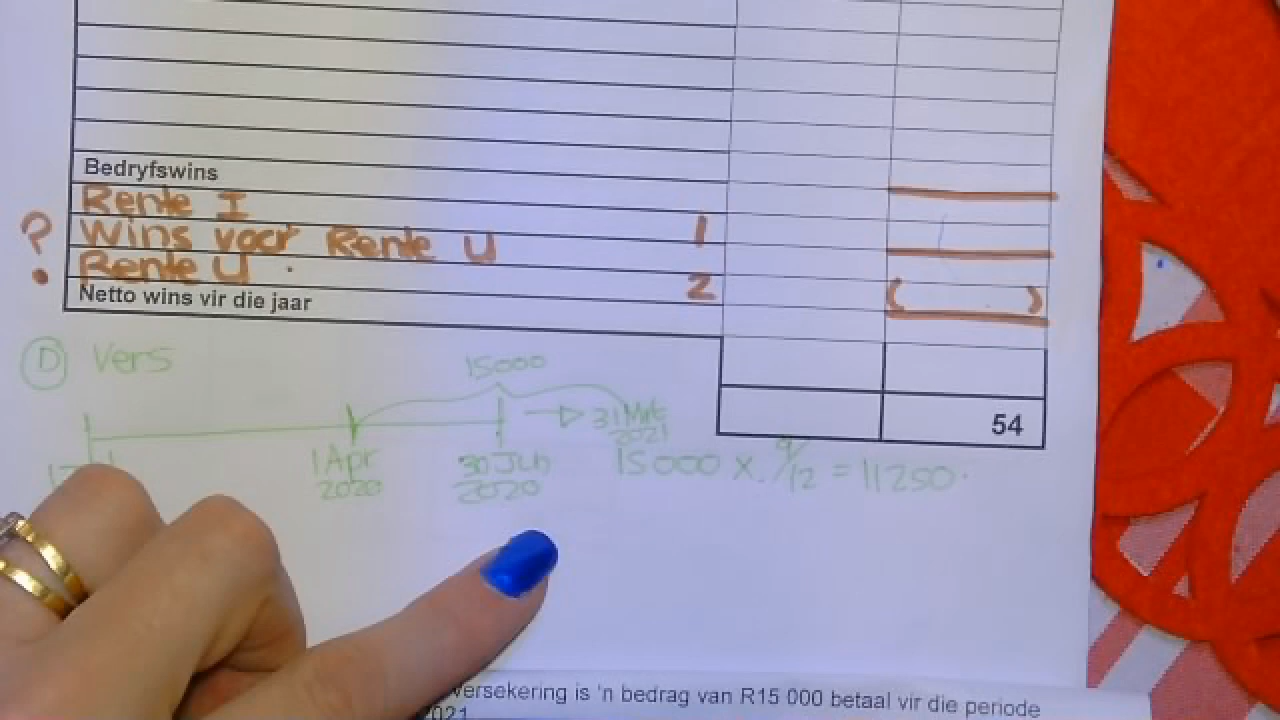 Bedryfswins
Rente I
? Wins voor Rente U 1
Rente U
Netto wins vir die jaar 2 ( )
D Vers
15000
54
31 Mrt
2021
1 Apr
2020
30 Jun
2020
15000 x 9/12 = 11250
versekering is 'n bedrag van R15 000 betaal vir die periode
2021